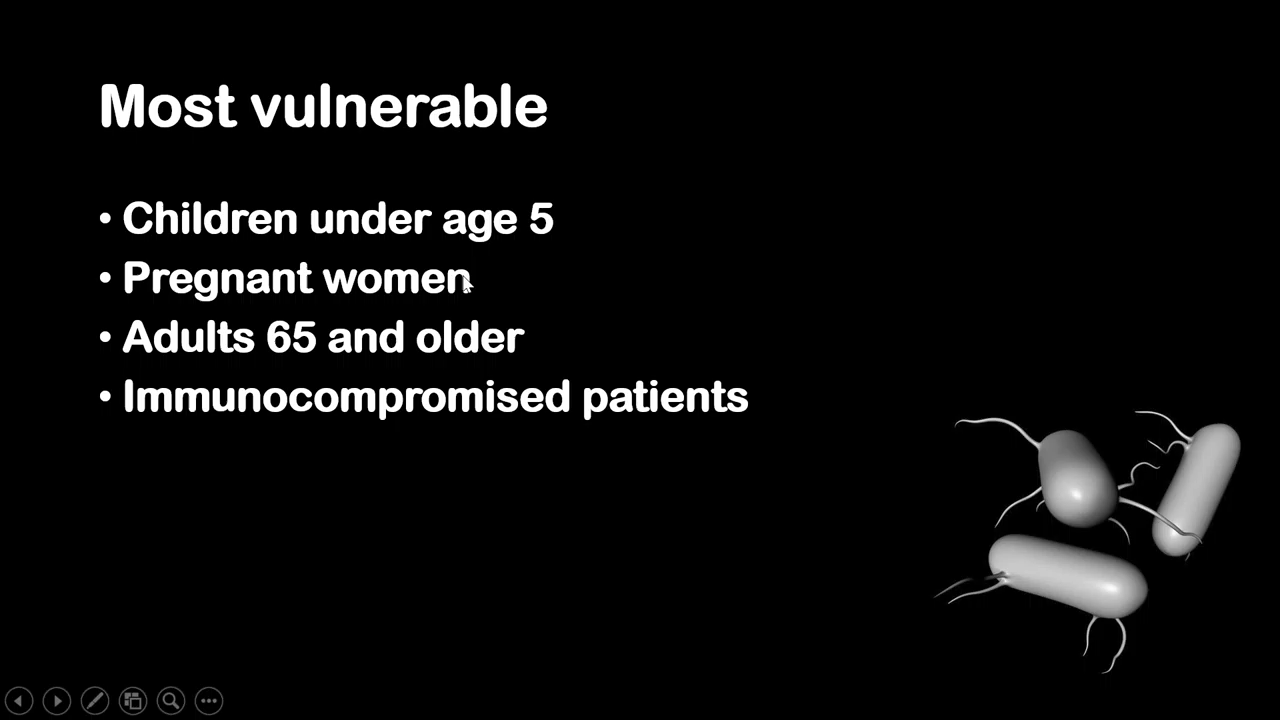 Most vulnerable
• Children under age 5
• Pregnant women
• Adults 65 and older
• Immunocompromised patients